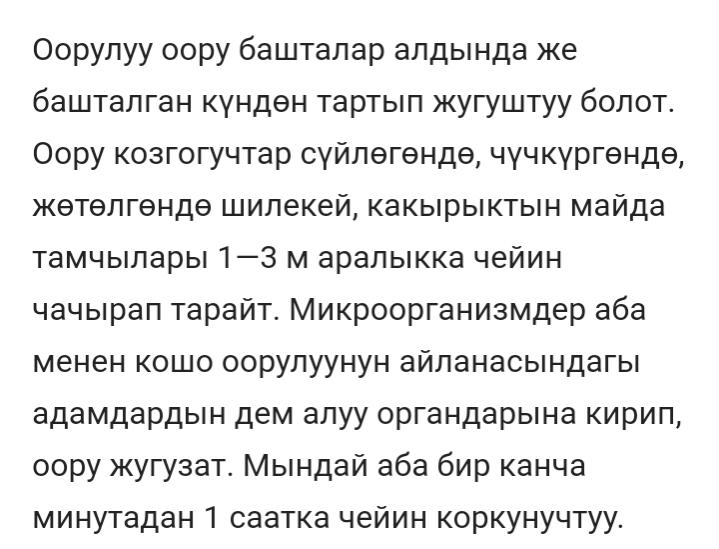 Оорулуу оору башталар алдында же
башталган күндөн тартып жугуштуу болот.
Оору козгогучтар сүйлөгөндө, чүчкүргөндө,
жөтөлгөндө шилекей, какырыктын майда
тамчылары 1—3 м аралыкка чейин
чачырап тарайт. Микроорганизмдер аба
менен кошо оорулуунун айланасындагы
адамдардын дем алуу органдарына кирип,
оору жугузат. Мындай аба бир канча
минутадан 1 саатка чейин коркунучтуу.